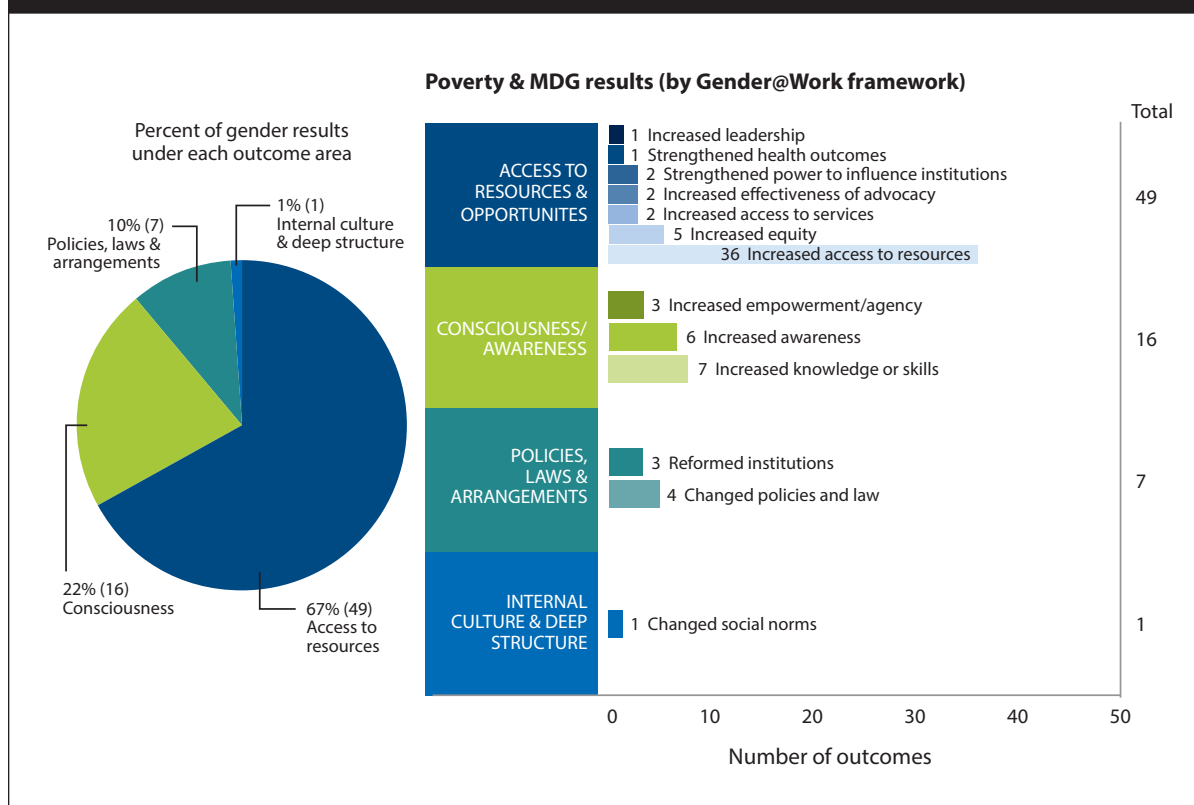 Poverty & MDG results (by Gender@Work framework)
Percent of gender results
under each outcome area
1% (1)
Internal culture
& deep structure
10% (7)
Policies, laws &
arrangements
22% (16)
Consciousness
67% (49)
Access to
resources
Total
ACCESS TO
RESOURCES &
OPPORTUNITES
1 Increased leadership
1 Strengthened health outcomes
2 Strengthened power to influence institutions
2 Increased effectiveness of advocacy
2 Increased access to services
5 Increased equity
36 Increased access to resources
49
CONSCIOUSNESS/
AWARENESS
3 Increased empowerment/agency
6 Increased awareness
7 Increased knowledge or skills
16
POLICIES,
LAWS &
ARRANGEMENTS
3 Reformed institutions
4 Changed policies and law
7
INTERNAL
CULTURE & DEEP
STRUCTURE
1 Changed social norms
1
0 10 20 30 40 50
Number of outcomes